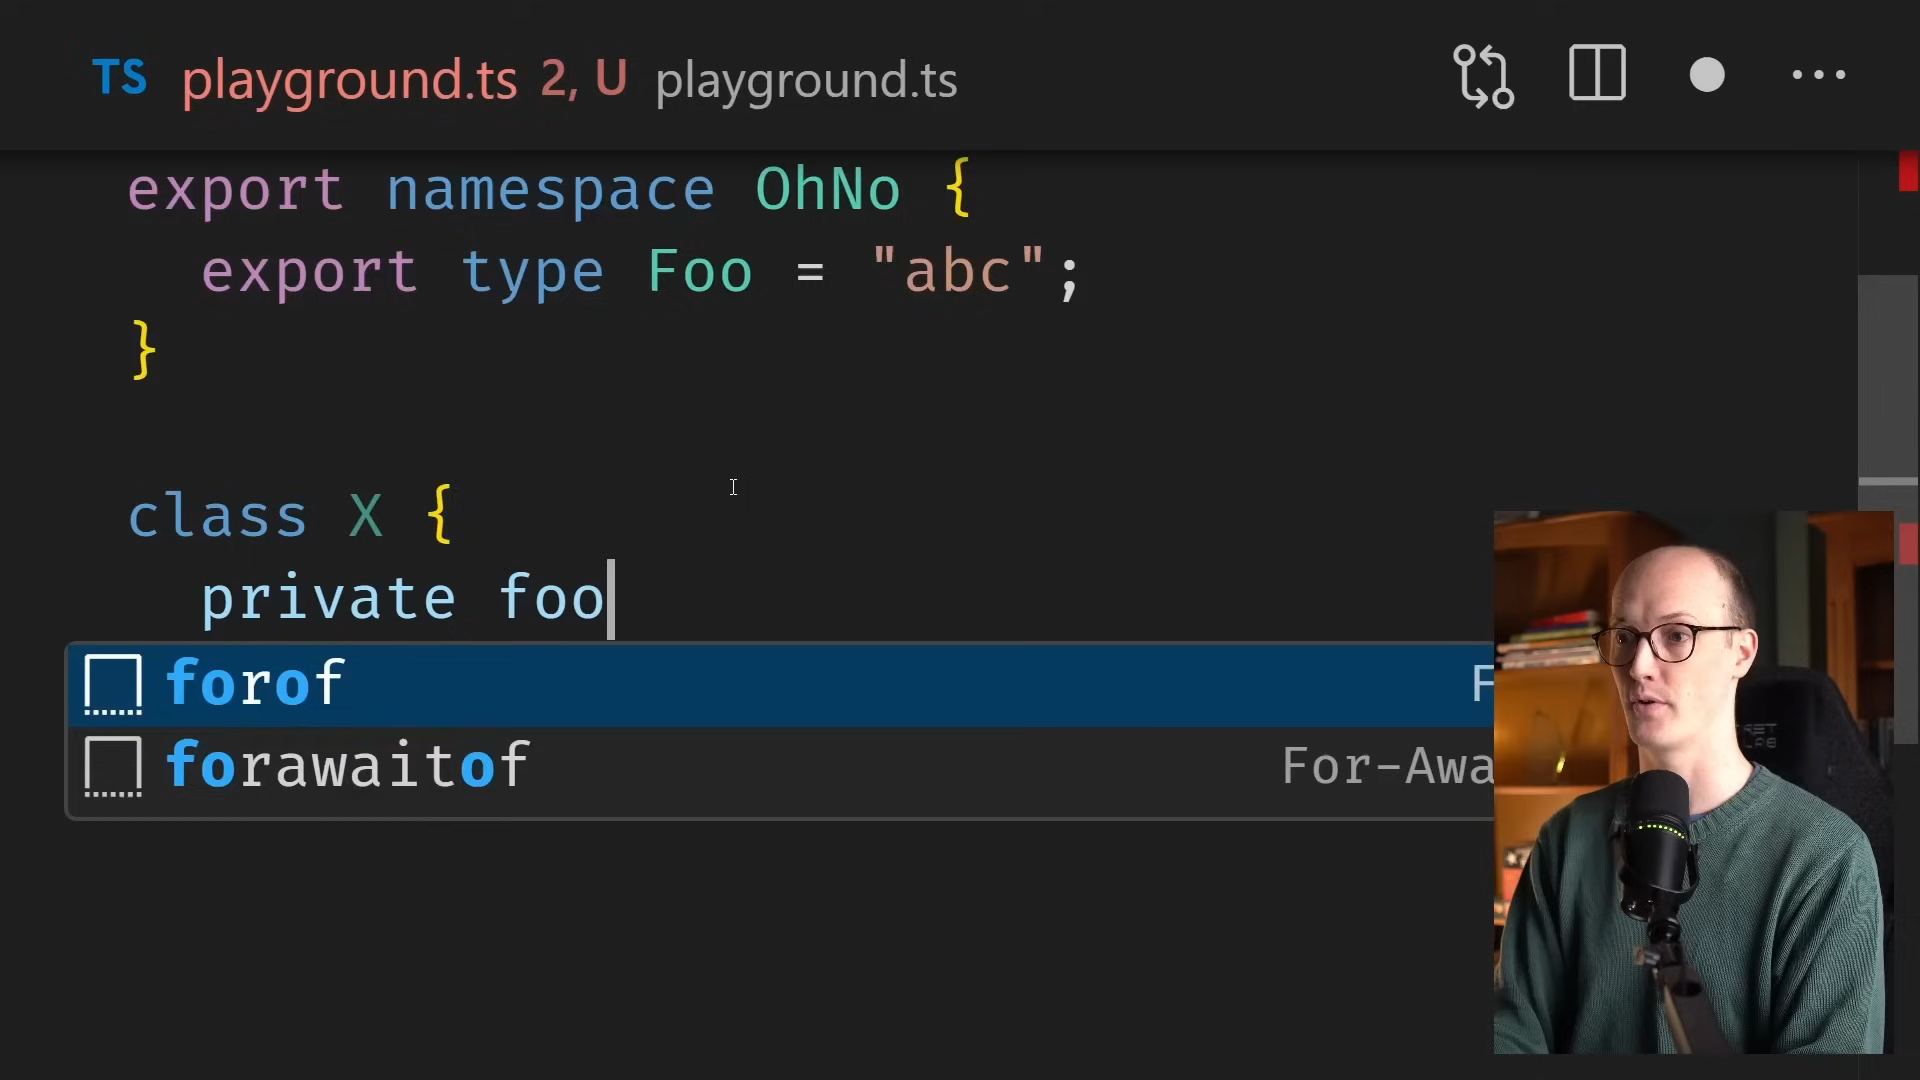 TS playground.ts 2, U playground.ts
export namespace OhNo {
export type Foo = "abc";
}
class X {
private foo
forof F
forawaitof For-Awa